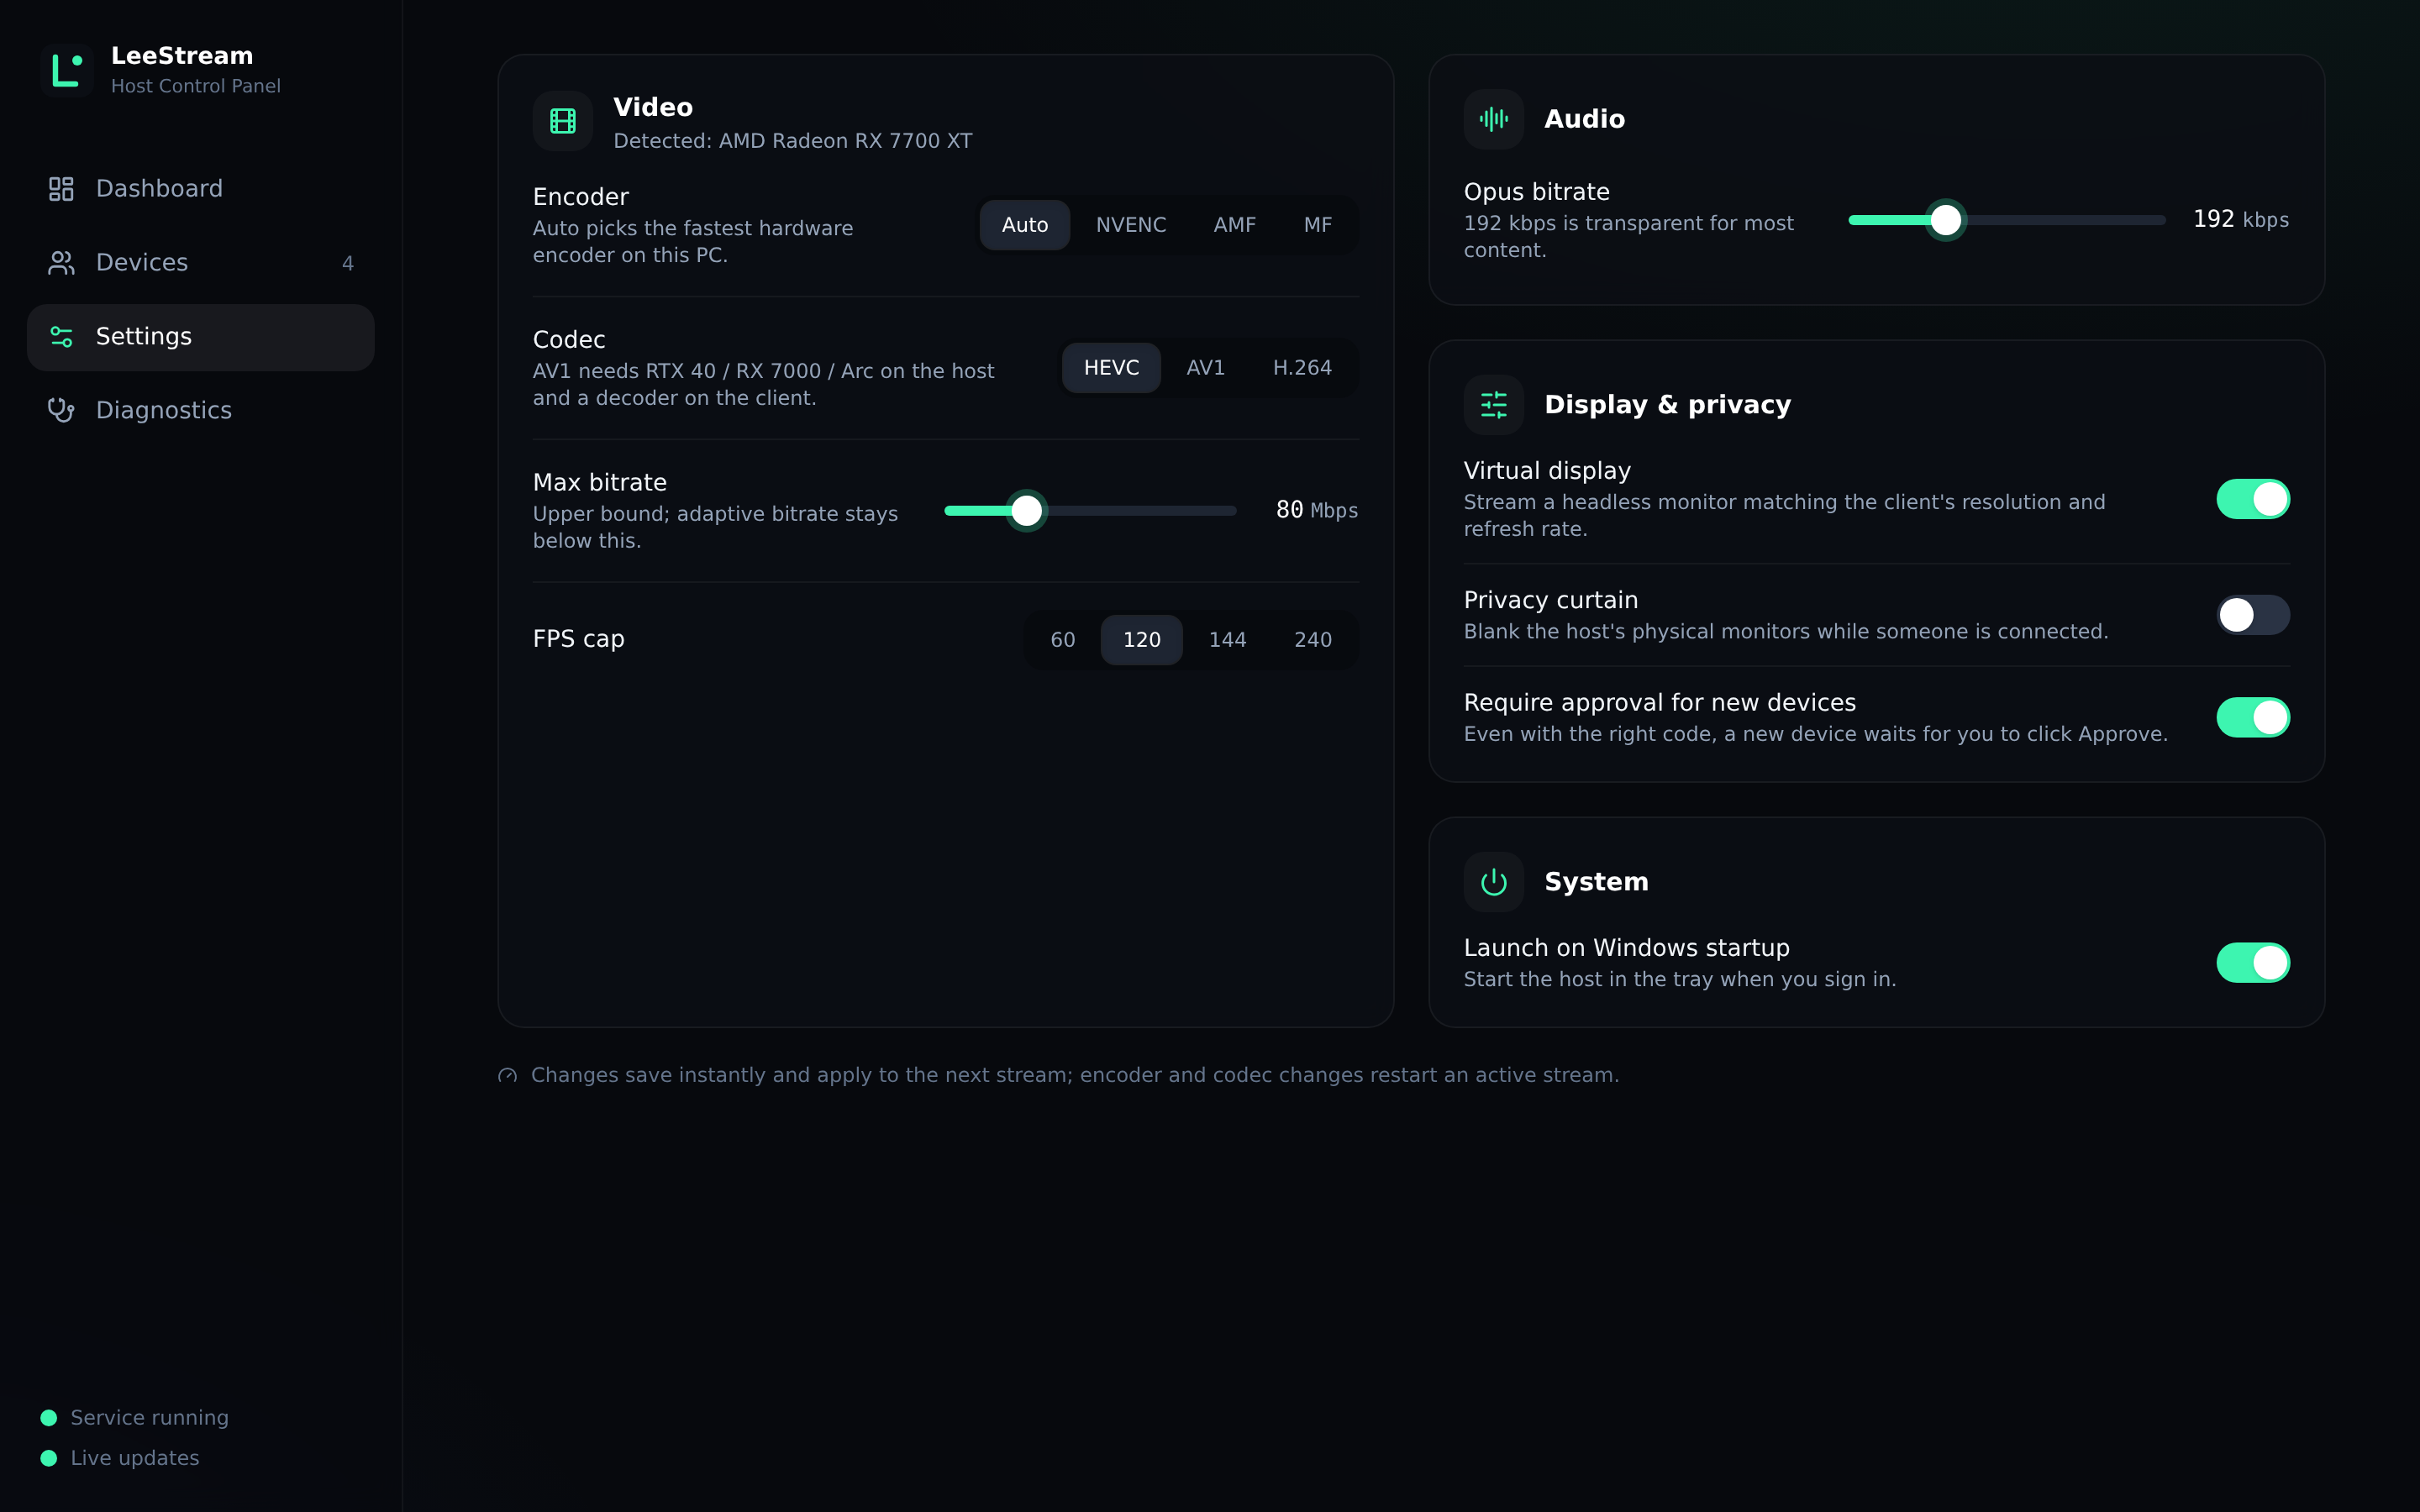 LeeStream
Host Control Panel
Dashboard
Devices 4
Settings
Diagnostics
Service running
Live updates
Video
Detected: AMD Radeon RX 7700 XT
Encoder
Auto picks the fastest hardware
encoder on this PC.
Auto NVENC AMF MF
Codec
AV1 needs RTX 40 / RX 7000 / Arc on the host
and a decoder on the client.
HEVC AV1 H.264
Max bitrate
Upper bound; adaptive bitrate stays
below this.
80 Mbps
FPS cap
60 120 144 240
Audio
Opus bitrate
192 kbps is transparent for most
content.
192 kbps
Display & privacy
Virtual display
Stream a headless monitor matching the client's resolution and
refresh rate.
Privacy curtain
Blank the host's physical monitors while someone is connected.
Require approval for new devices
Even with the right code, a new device waits for you to click Approve.
System
Launch on Windows startup
Start the host in the tray when you sign in.
Changes save instantly and apply to the next stream; encoder and codec changes restart an active stream.